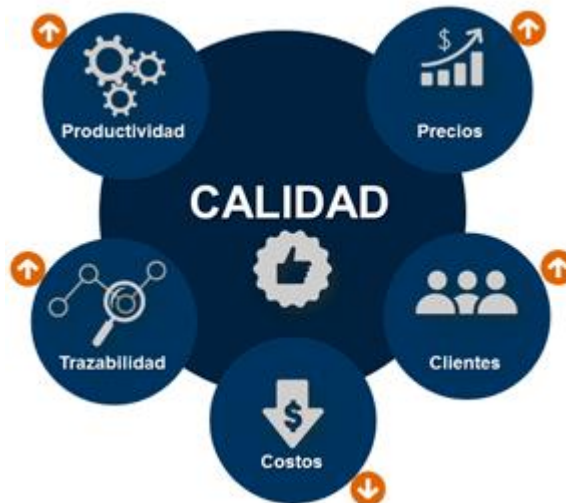 Productividad
$
Precios
CALIDAD
Trazabilidad
Clientes
$
Costos